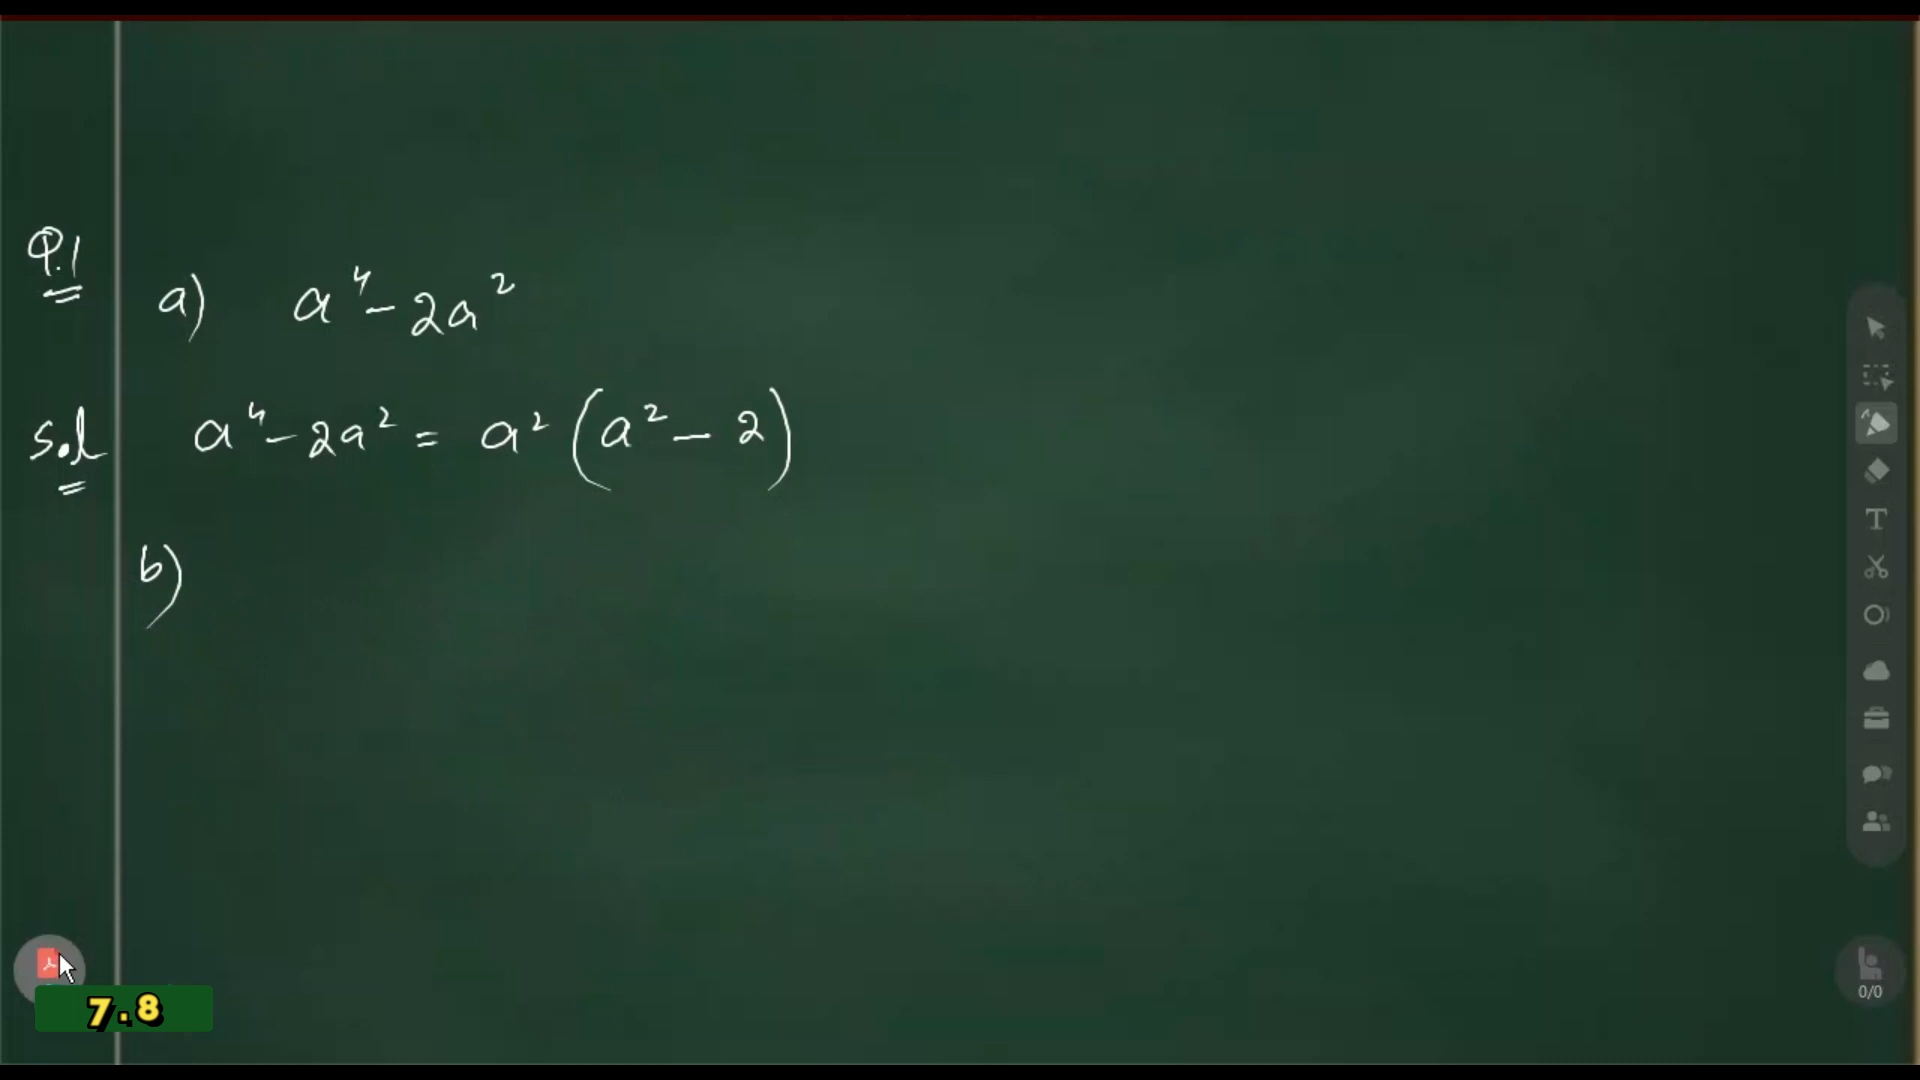 Q.1
a) a⁴ - 2a²
Sol a⁴ - 2a² = a² (a² - 2)
b)
T
7.8
0/0